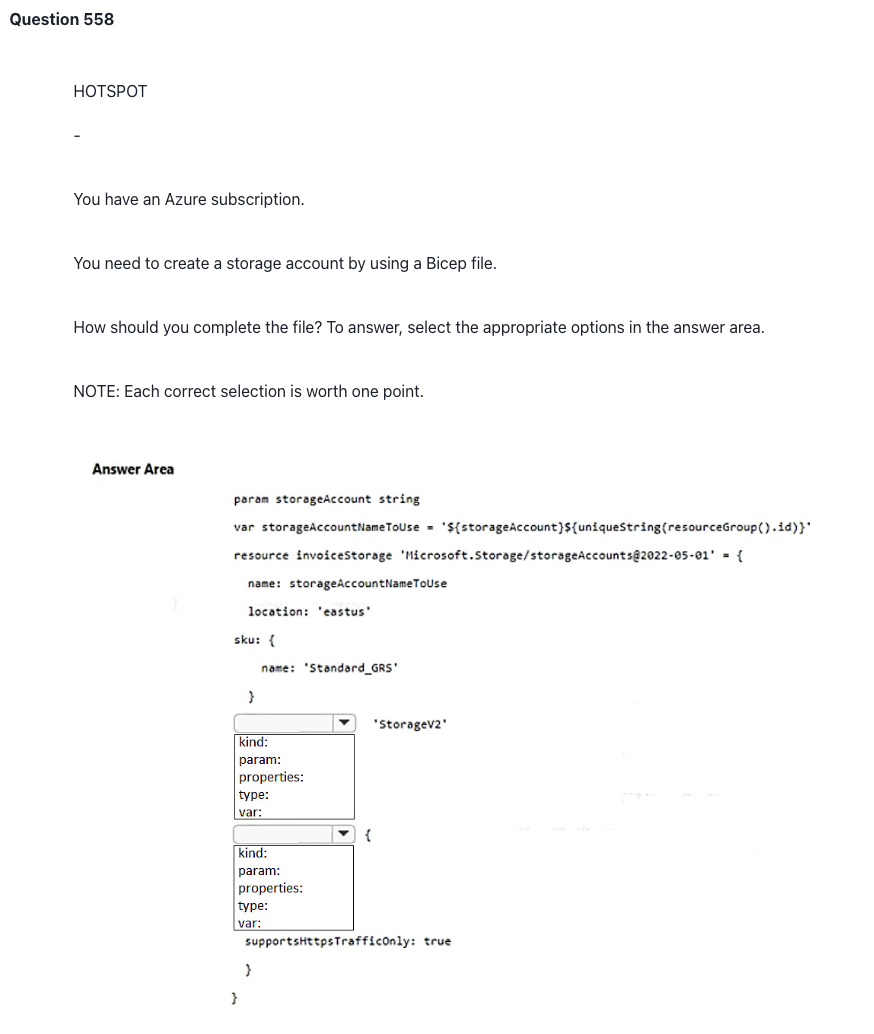 Question 558
HOTSPOT
-
You have an Azure subscription.
You need to create a storage account by using a Bicep file.
How should you complete the file? To answer, select the appropriate options in the answer area.
NOTE: Each correct selection is worth one point.
Answer Area
param storageAccount string
var storageAccountNameToUse = '${storageAccount}${uniqueString(resourceGroup().id)}'
resource invoiceStorage 'Microsoft.Storage/storageAccounts@2022-05-01' = {
name: storageAccountNameToUse
location: 'eastus'
sku: {
name: 'Standard_GRS'
}
'StorageV2'
kind:
param:
properties:
type:
var:
{
kind:
param:
properties:
type:
var:
supportsHttpsTrafficOnly: true
}
}